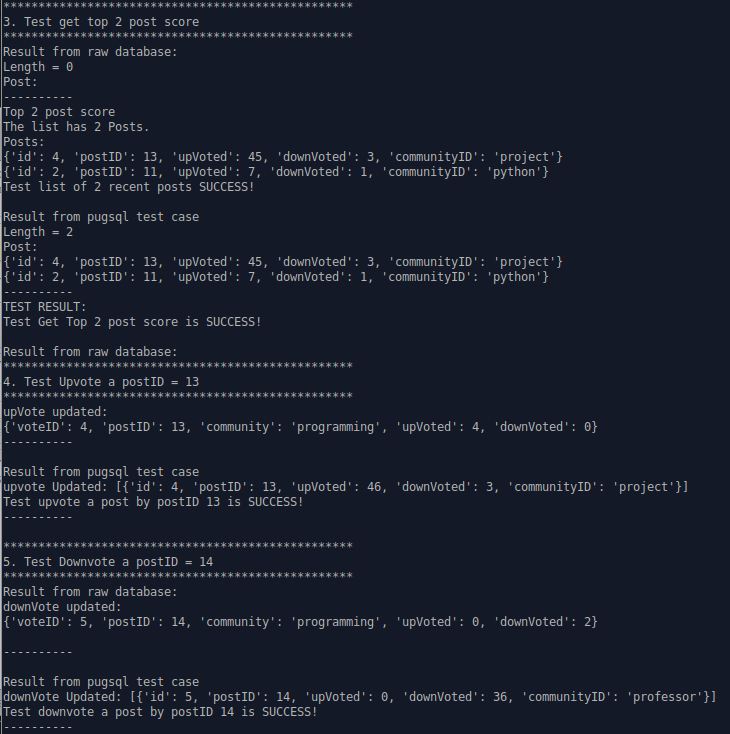 **************************************************
3. Test get top 2 post score
**************************************************
Result from raw database:
Length = 0
Post:
----------
Top 2 post score
The list has 2 Posts.
Posts:
{'id': 4, 'postID': 13, 'upVoted': 45, 'downVoted': 3, 'communityID': 'project'}
{'id': 2, 'postID': 11, 'upVoted': 7, 'downVoted': 1, 'communityID': 'python'}
Test list of 2 recent posts SUCCESS!
Result from pugsql test case
Length = 2
Post:
{'id': 4, 'postID': 13, 'upVoted': 45, 'downVoted': 3, 'communityID': 'project'}
{'id': 2, 'postID': 11, 'upVoted': 7, 'downVoted': 1, 'communityID': 'python'}
----------
TEST RESULT:
Test Get Top 2 post score is SUCCESS!
Result from raw database:
**************************************************
4. Test Upvote a postID = 13
**************************************************
upVote updated:
{'voteID': 4, 'postID': 13, 'community': 'programming', 'upVoted': 4, 'downVoted': 0}
----------
Result from pugsql test case
upvote Updated: [{'id': 4, 'postID': 13, 'upVoted': 46, 'downVoted': 3, 'communityID': 'project'}]
Test upvote a post by postID 13 is SUCCESS!
----------
**************************************************
5. Test Downvote a postID = 14
**************************************************
Result from raw database:
downVote updated:
{'voteID': 5, 'postID': 14, 'community': 'programming', 'upVoted': 0, 'downVoted': 2}
----------
Result from pugsql test case
downVote Updated: [{'id': 5, 'postID': 14, 'upVoted': 0, 'downVoted': 36, 'communityID': 'professor'}]
Test downvote a post by postID 14 is SUCCESS!
----------